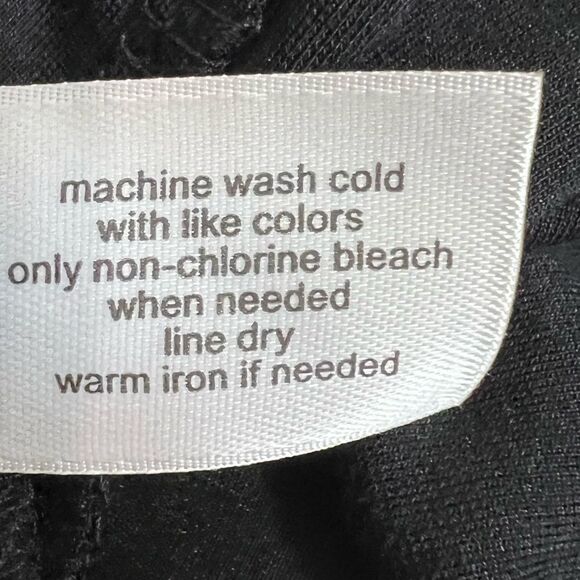 machine wash cold
with like colors
only non-chlorine bleach
when needed
line dry
warm iron if needed